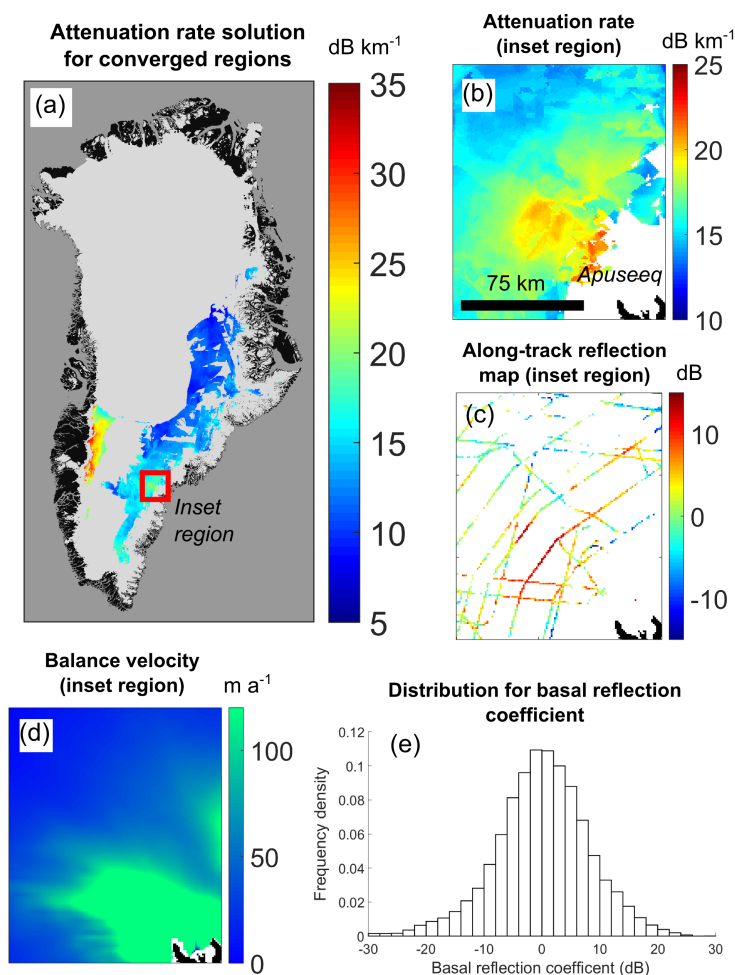 Attenuation rate solution
for converged regions
dB km-1
(a)
35
30
25
20
15
10
5
Inset
region
Attenuation rate
(inset region)
dB km-1
(b)
25
20
15
10
75 km
Apuseeq
Along-track reflection
map (inset region)
dB
(c)
10
0
-10
Balance velocity
(inset region)
m a-1
(d)
100
50
0
Distribution for basal reflection
coefficient
(e)
Frequency density
0.12
0.1
0.08
0.06
0.04
0.02
0
-30 -20 -10 0 10 20 30
Basal reflection coefficent (dB)